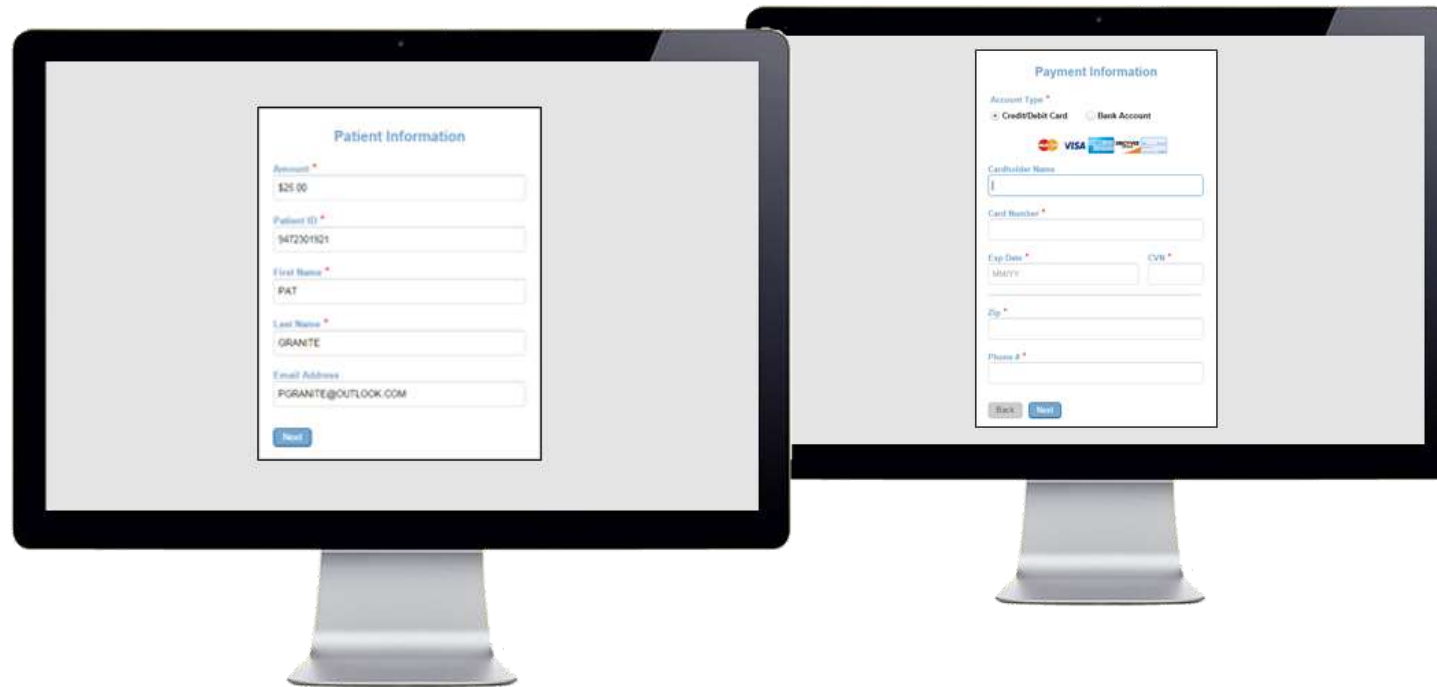 Patient Information
Amount *
$25.00
Patient ID *
9472301921
First Name *
PAT
Last Name *
GRANITE
Email Address
PGRANITE@OUTLOOK.COM
Next
Payment Information
Account Type *
Credit/Debit Card Bank Account
VISA
Cardholder Name
Card Number *
Exp Date * CVN *
MM/YY
Zip *
Phone # *
Back Next